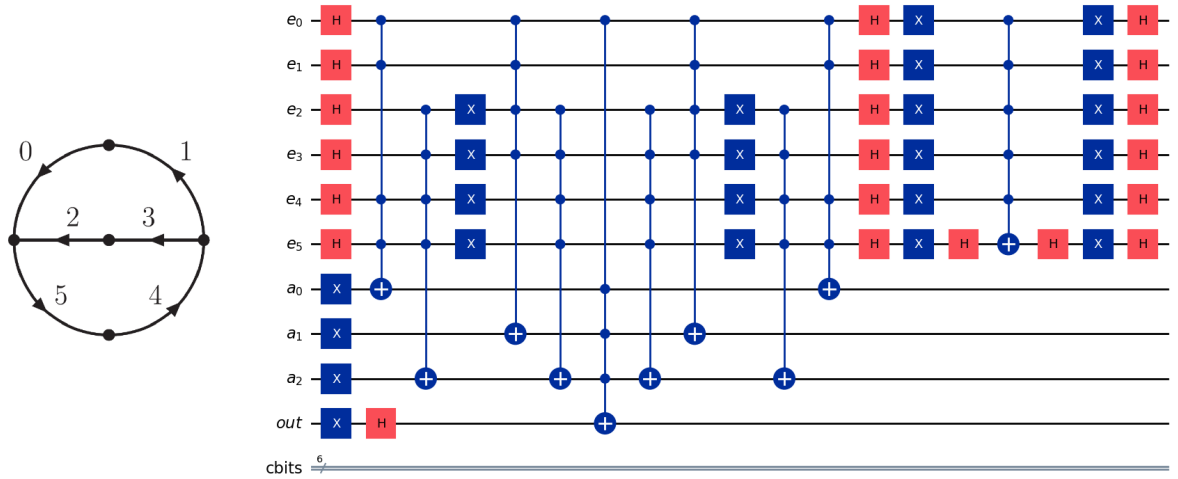 0 1
2 3
5 4
e0 H H X X H
e1 H H X X H
e2 H X X H X X H
e3 H X X H X X H
e4 H X X H X X H
e5 H X X H X H H X H
a0 X
a1 X
a2 X
out X H
cbits 6